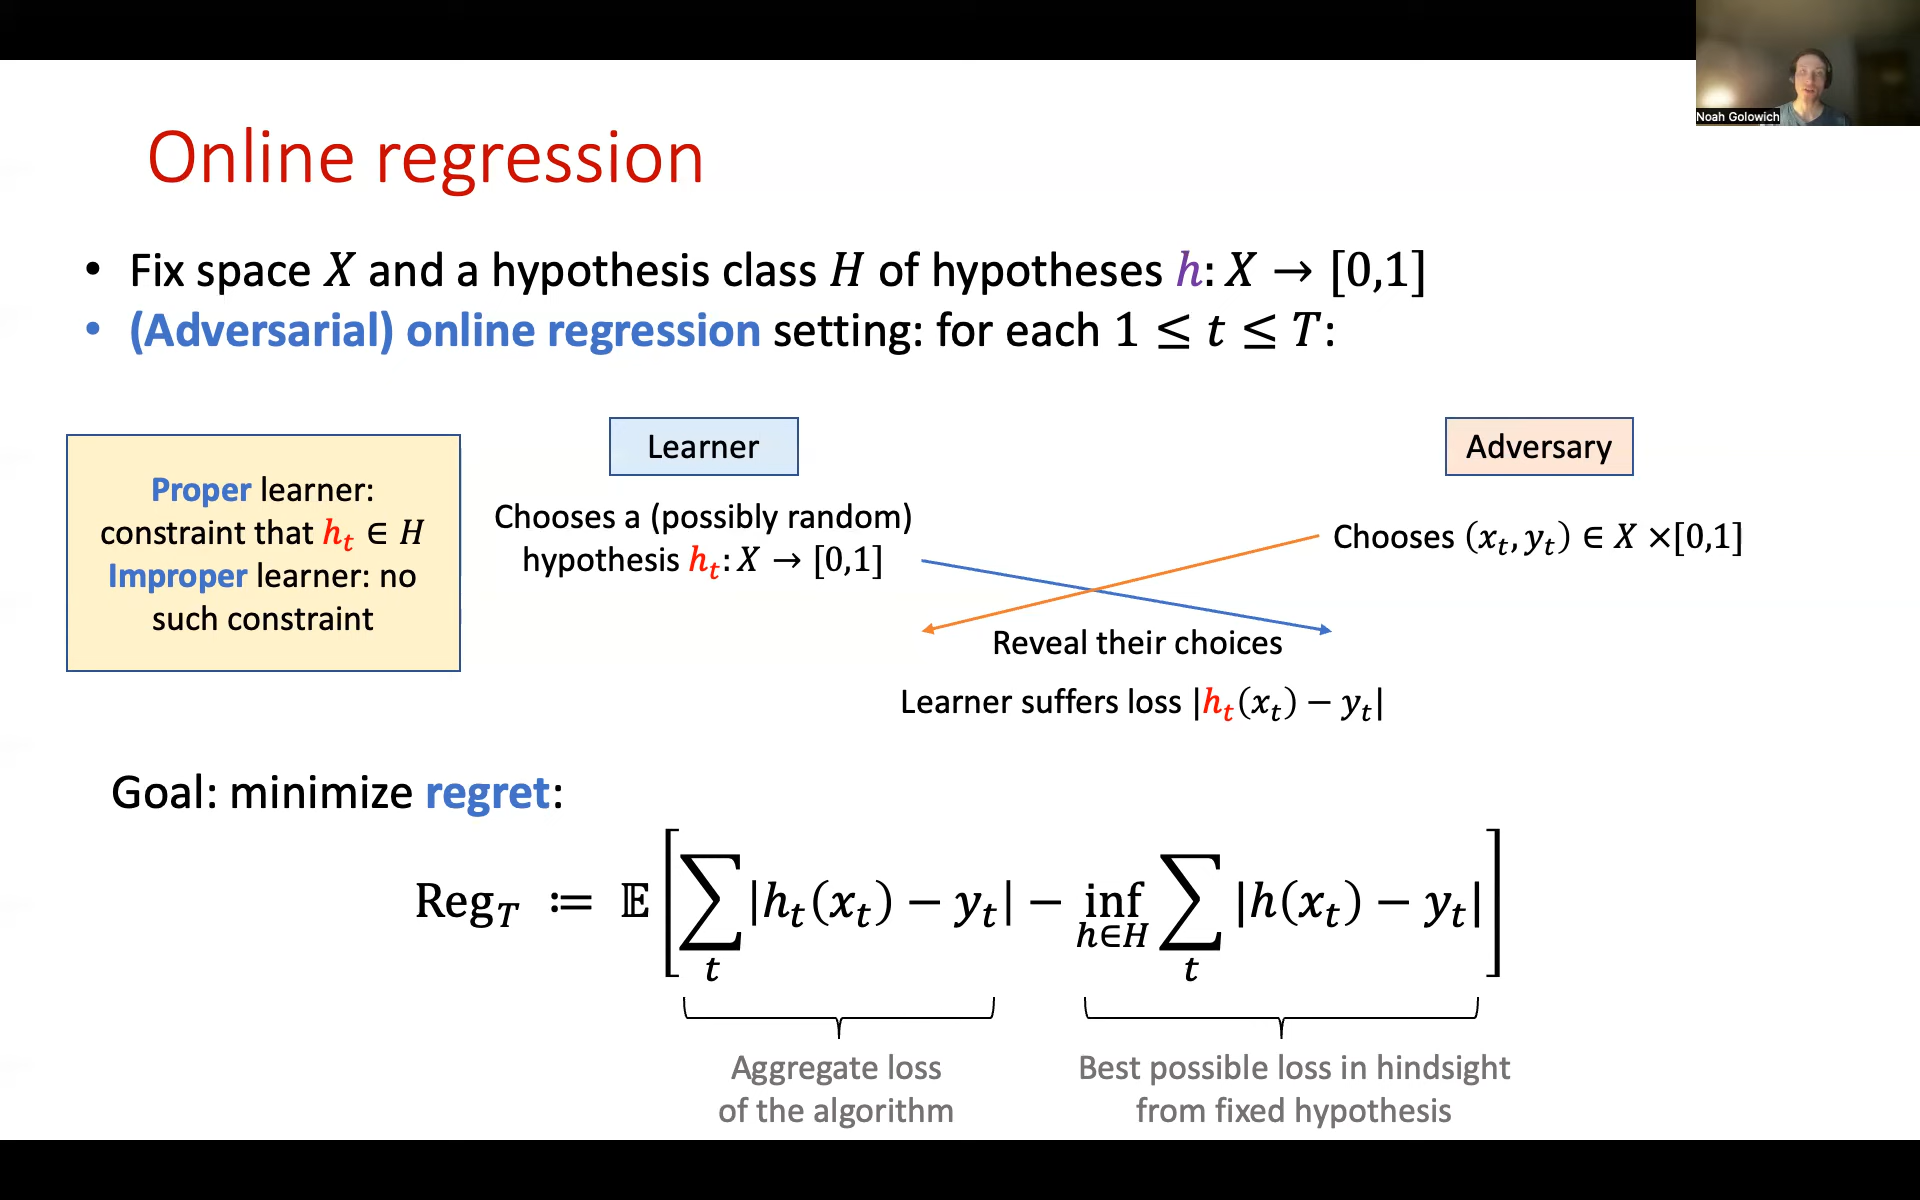 Noah Golowich
Online regression
• Fix space X and a hypothesis class H of hypotheses h: X → [0,1]
• (Adversarial) online regression setting: for each 1 ≤ t ≤ T:
Proper learner:
constraint that h_t ∈ H
Improper learner: no
such constraint
Learner
Chooses a (possibly random)
hypothesis h_t: X → [0,1]
Adversary
Chooses (x_t, y_t) ∈ X ×[0,1]
Reveal their choices
Learner suffers loss |h_t(x_t) − y_t|
Goal: minimize regret:
Reg_T ≔ 𝔼 [∑_t |h_t(x_t) − y_t| − inf_{h∈H} ∑_t |h(x_t) − y_t|]
Aggregate loss
of the algorithm
Best possible loss in hindsight
from fixed hypothesis